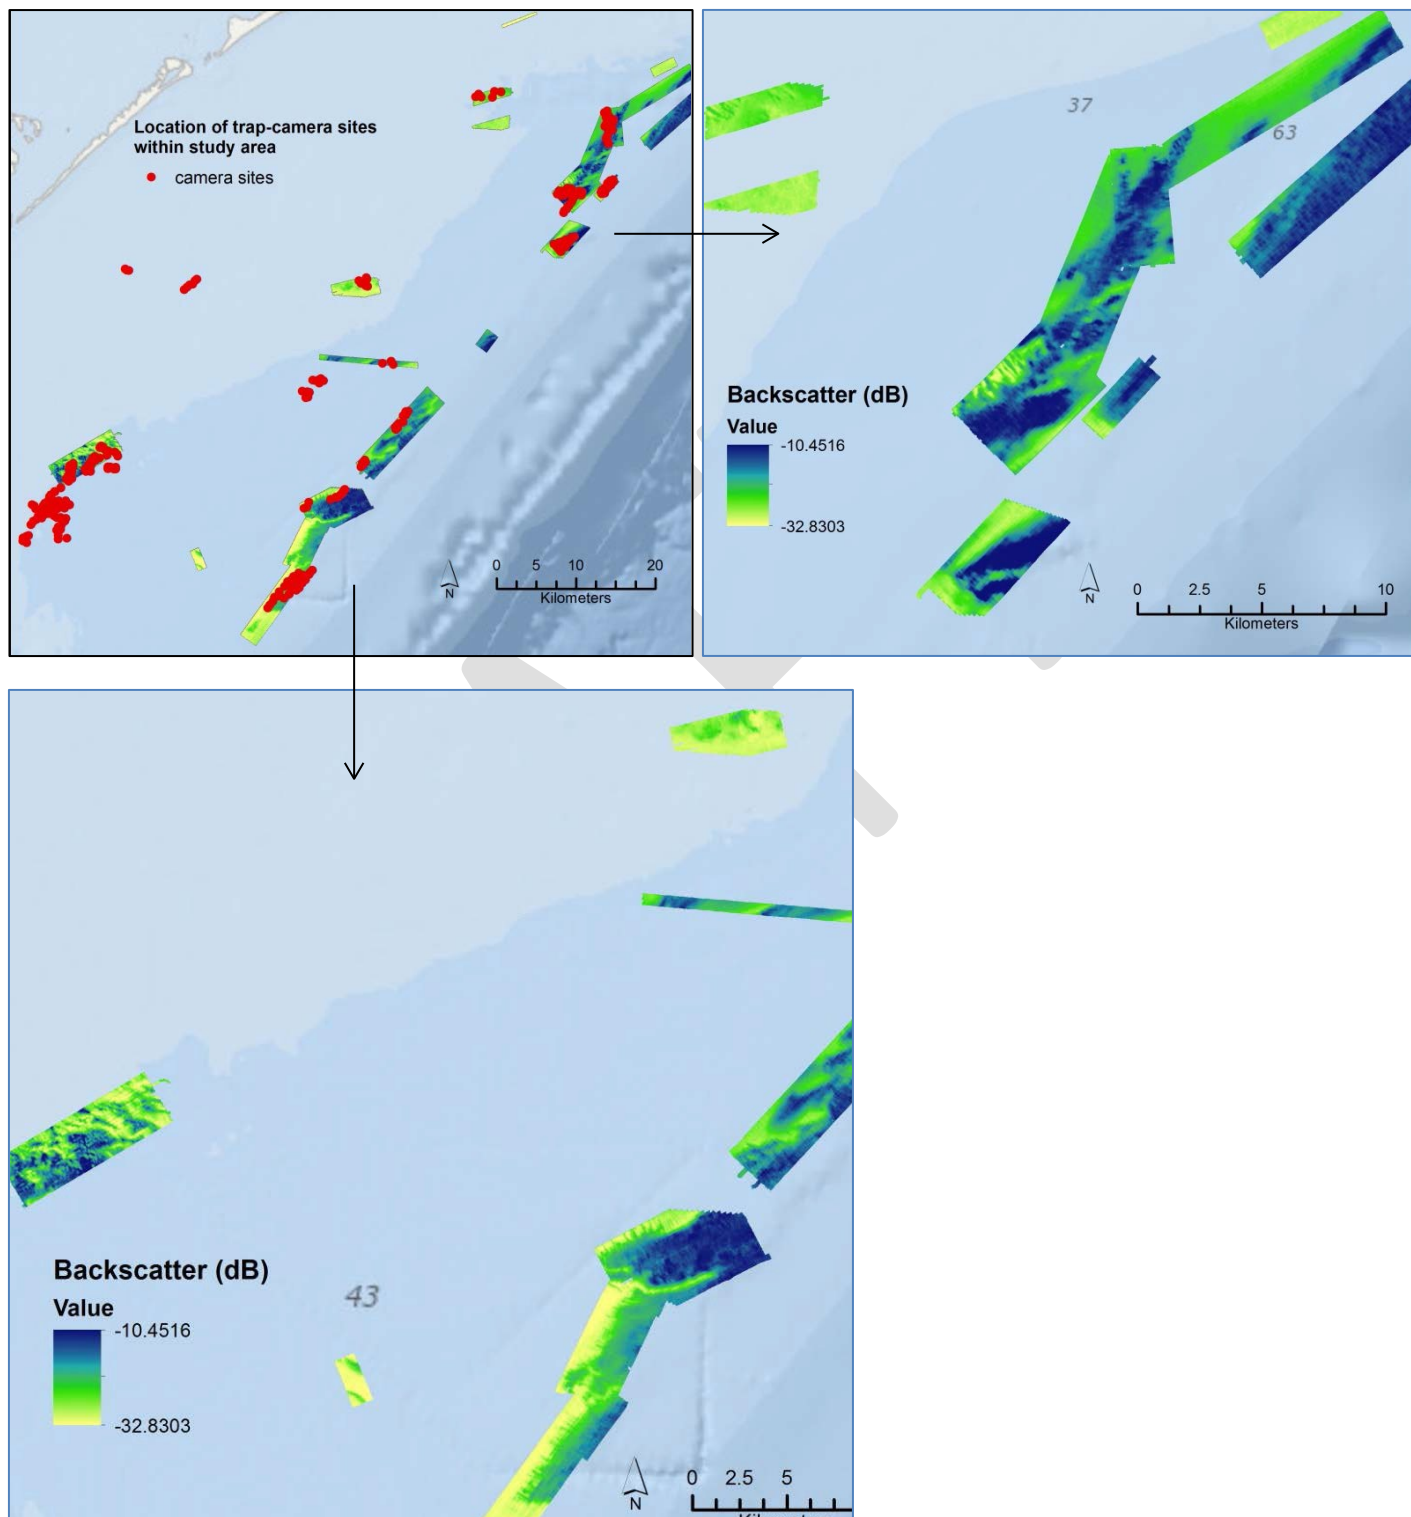 Location of trap-camera sites
within study area
camera sites
N
0 5 10 20
Kilometers
37
63
Backscatter (dB)
Value
-10.4516
-32.8303
N
0 2.5 5 10
Kilometers
43
Backscatter (dB)
Value
-10.4516
-32.8303
N
0 2.5 5